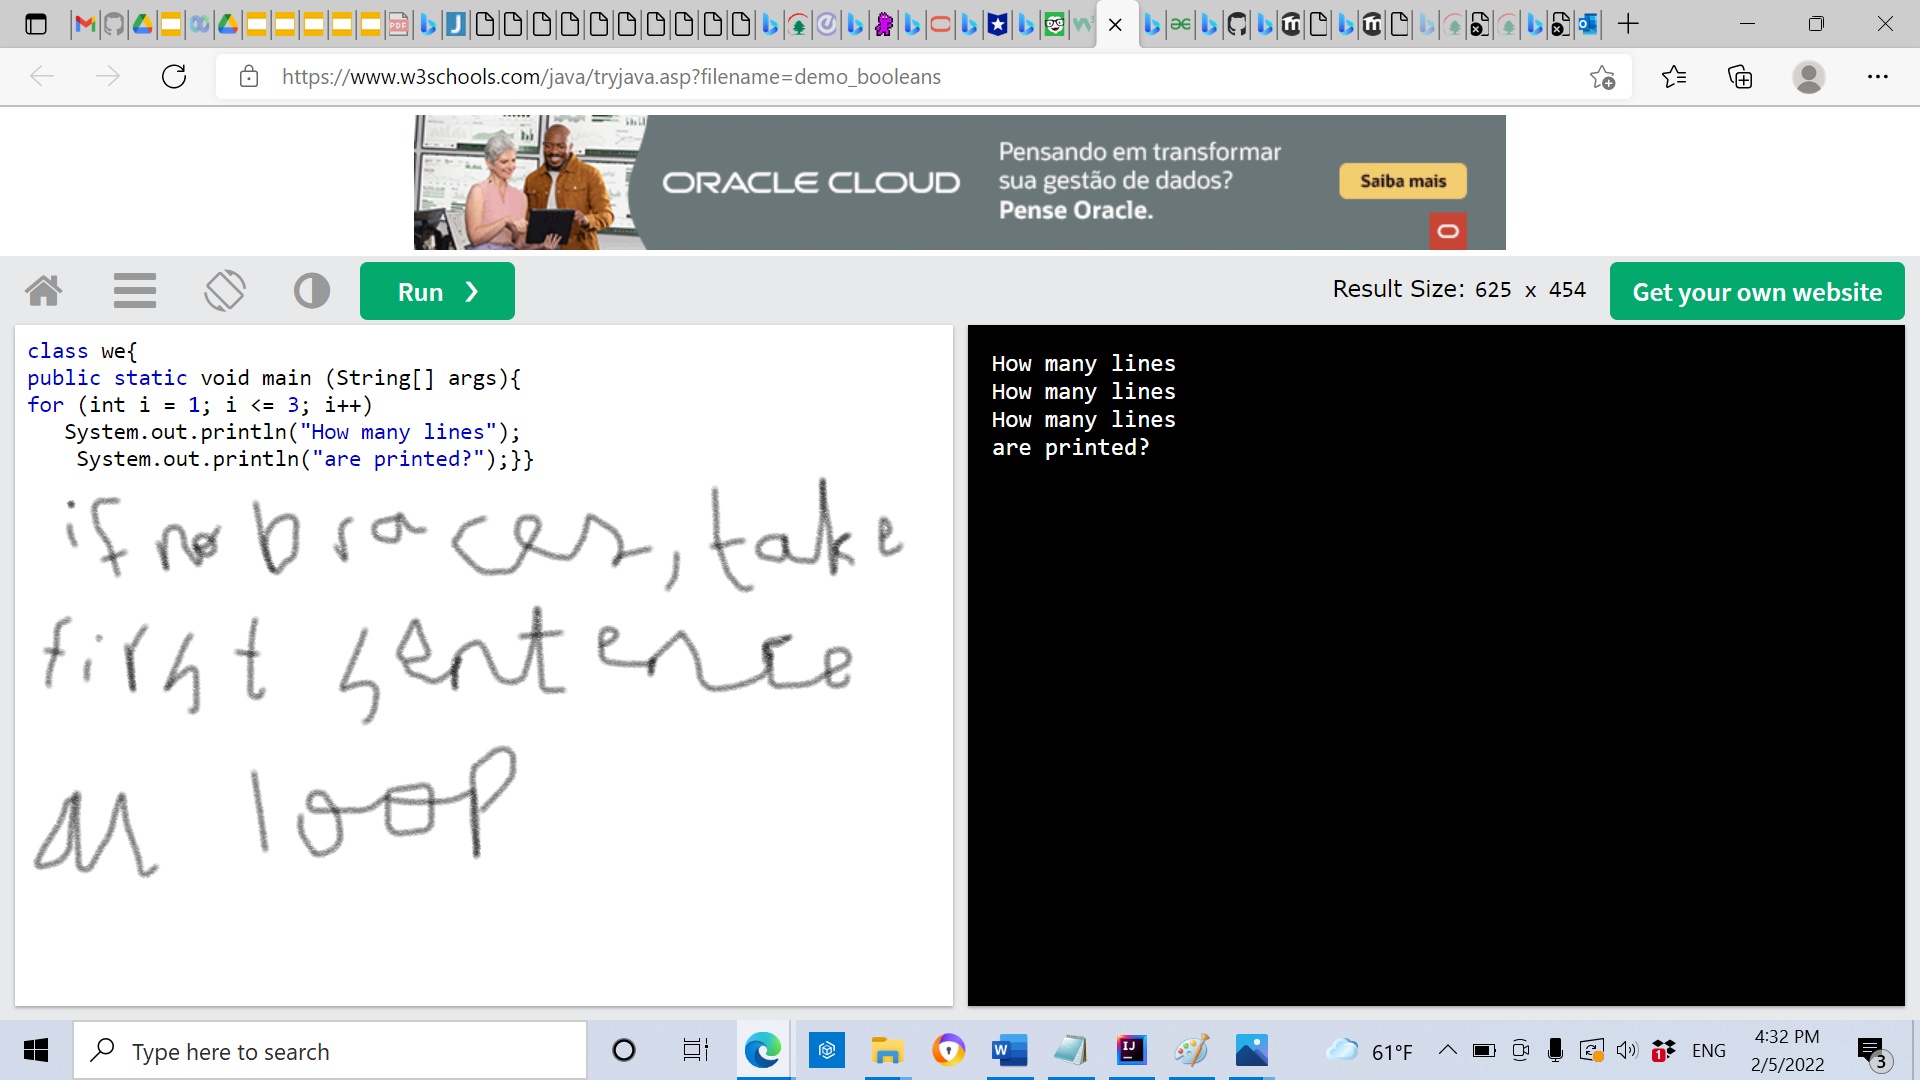 https://www.w3schools.com/java/tryjava.asp?filename=demo_booleans
ORACLE CLOUD
Pensando em transformar
sua gestão de dados?
Pense Oracle.
Saiba mais
Run ❯
Result Size: 625 x 454
Get your own website
class we{
public static void main (String[] args){
for (int i = 1; i <= 3; i++)
System.out.println("How many lines");
System.out.println("are printed?");}}
if no braces, take
first sentence
as loop
How many lines
How many lines
How many lines
are printed?
Type here to search
61°F
ENG
4:32 PM
2/5/2022
3